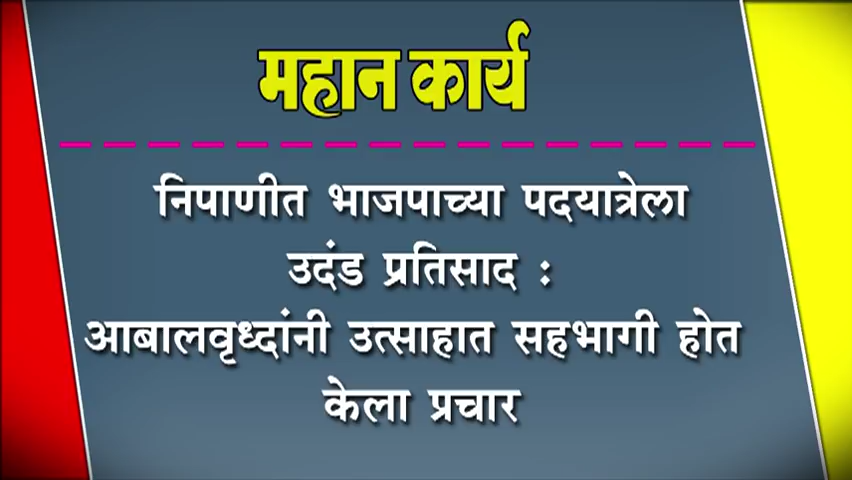 महान कार्य
निपाणीत भाजपाच्या पदयात्रेला
उदंड प्रतिसाद :
आबालवृध्दांनी उत्साहात सहभागी होत
केला प्रचार